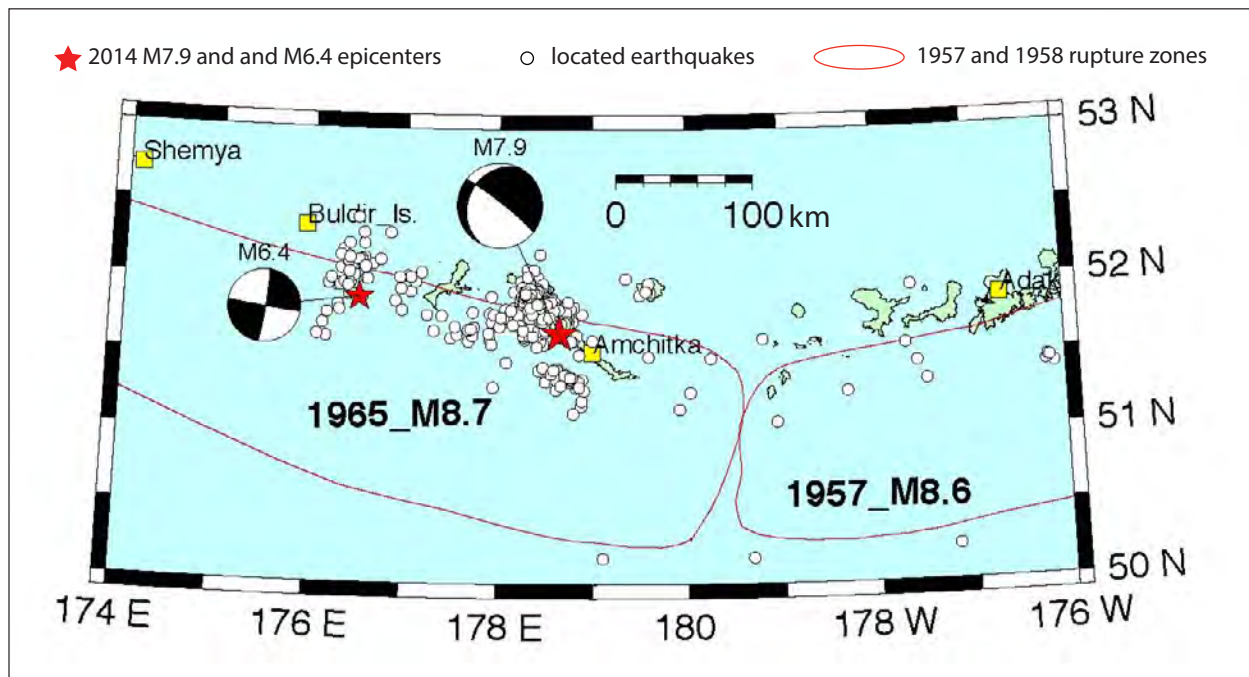 2014 M7.9 and and M6.4 epicenters
located earthquakes
1957 and 1958 rupture zones
53 N
Shemya
M7.9
Buldir_Is.
0 100 km
M6.4
52 N
Adak
Amchitka
1965_M8.7
51 N
1957_M8.6
50 N
174 E 176 E 178 E 180 178 W 176 W